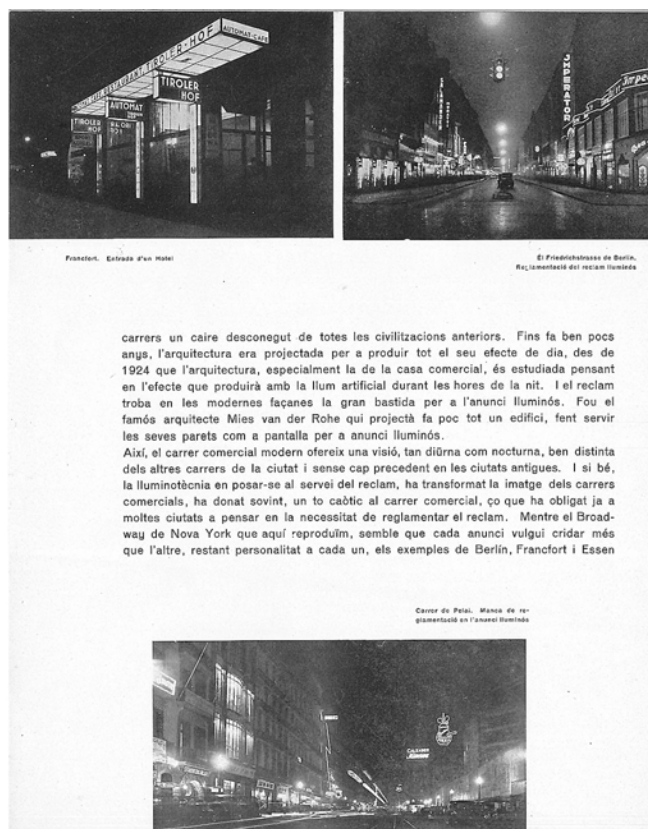 TIROLER·HOF
AUTOMAT-CAFE
RESTAURANT
TIROLER
HOF
AUTOMAT
TIROLER
HOF
SALAMANDER
IMPERATOR
Francfort. Entrada d'un Hotel
El Friedrichstrasse de Berlín.
Reglamentació del reclam lluminós
carrers un caire desconegut de totes les civilitzacions anteriors. Fins fa ben pocs
anys, l'arquitectura era projectada per a produir tot el seu efecte de dia, des de
1924 que l'arquitectura, especialment la de la casa comercial, és estudiada pensant
en l'efecte que produirà amb la llum artificial durant les hores de la nit. I el reclam
troba en les modernes façanes la gran bastida per a l'anunci lluminós. Fou el
famós arquitecte Mies van der Rohe qui projectà fa poc tot un edifici, fent servir
les seves parets com a pantalla per a anunci lluminós.
Així, el carrer comercial modern ofereix una visió, tan diürna com nocturna, ben distinta
dels altres carrers de la ciutat i sense cap precedent en les ciutats antigues. I si bé,
la lluminotècnia en posar-se al servei del reclam, ha transformat la imatge dels carrers
comercials, ha donat sovint, un to caòtic al carrer comercial, ço que ha obligat ja a
moltes ciutats a pensar en la necessitat de reglamentar el reclam. Mentre el Broad-
way de Nova York que aquí reproduïm, semble que cada anunci vulgui cridar més
que l'altre, restant personalitat a cada un, els exemples de Berlín, Francfort i Essen
Carrer de Pelai. Manca de re-
glamentació en l'anunci lluminós